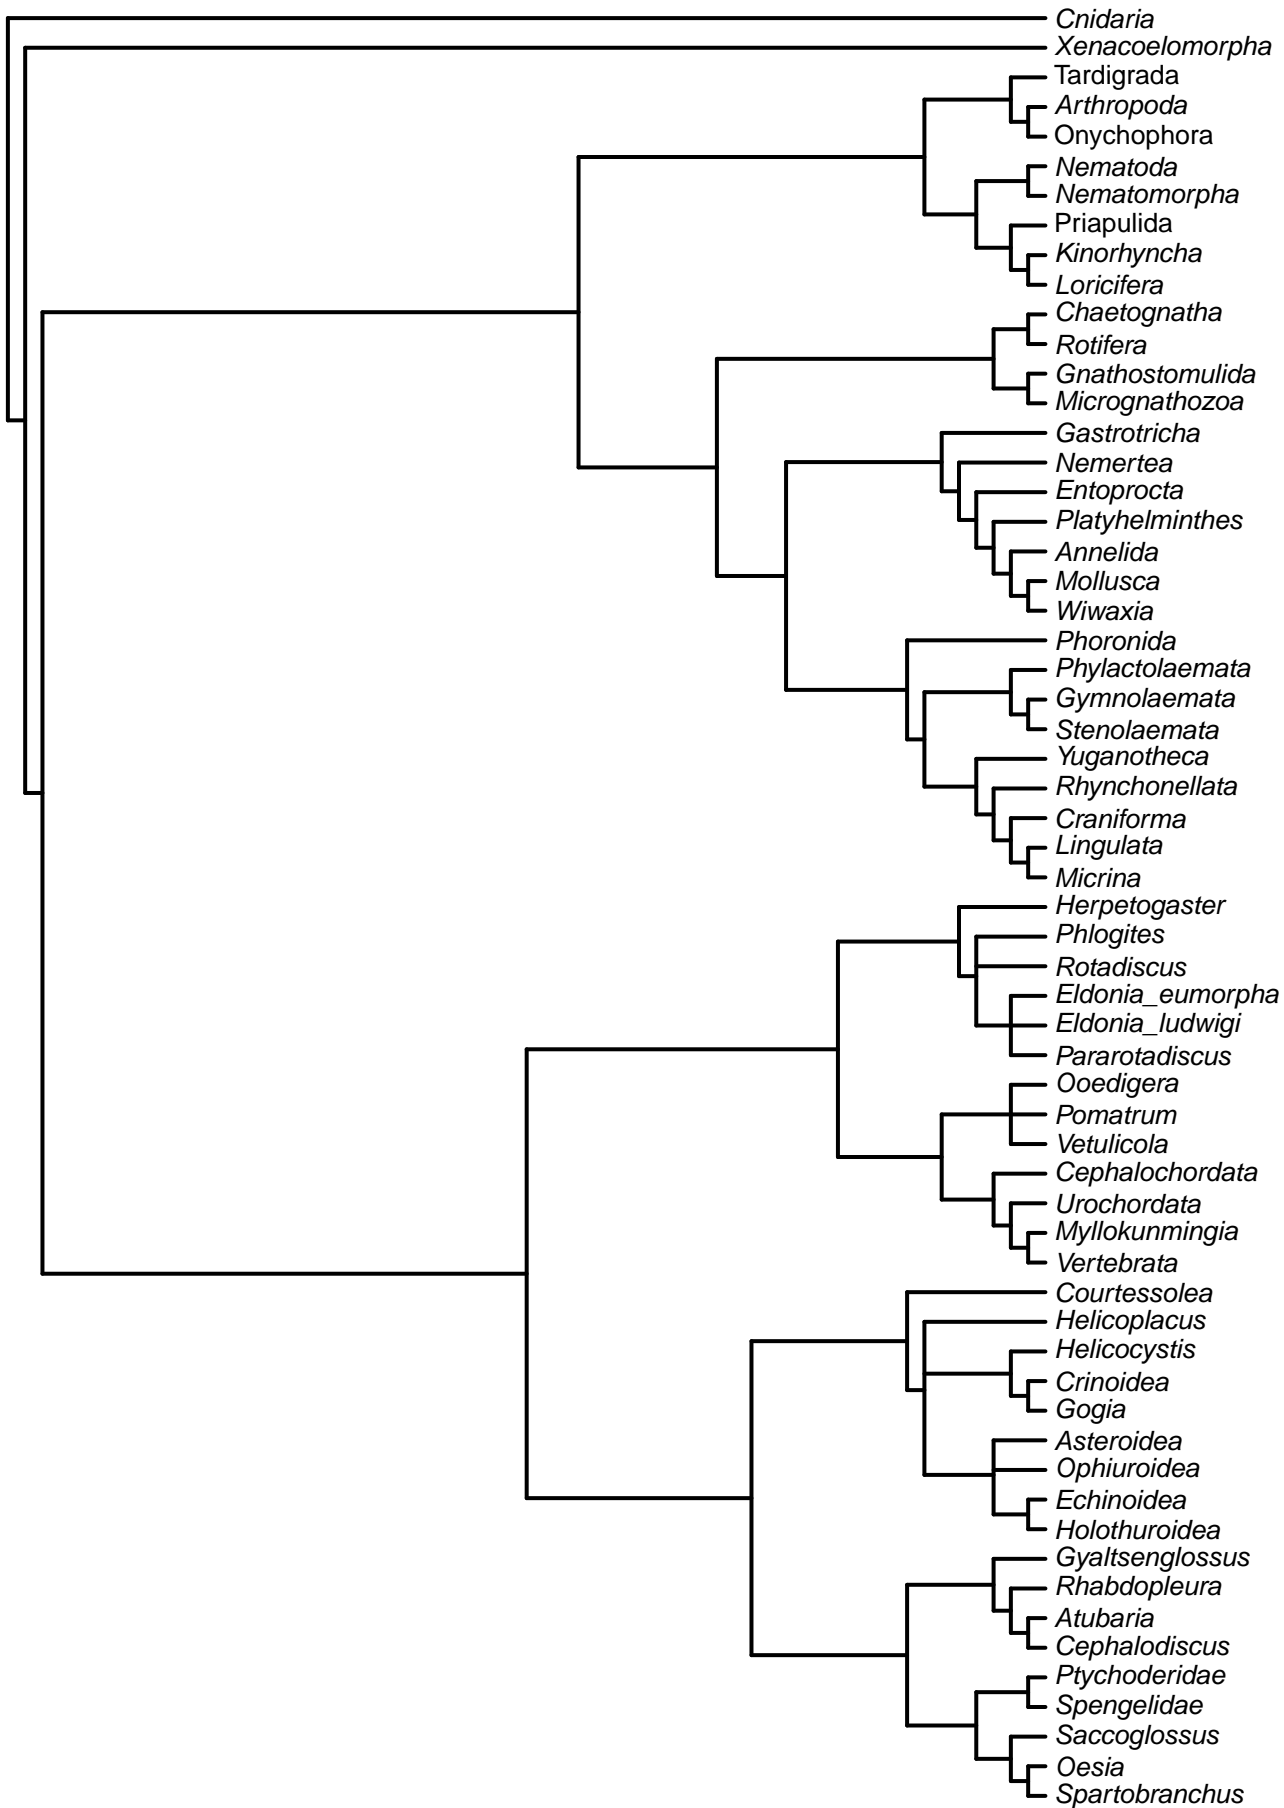 Cnidaria
Xenacoelomorpha
Tardigrada
Arthropoda
Onychophora
Nematoda
Nematomorpha
Priapulida
Kinorhyncha
Loricifera
Chaetognatha
Rotifera
Gnathostomulida
Micrognathozoa
Gastrotricha
Nemertea
Entoprocta
Platyhelminthes
Annelida
Mollusca
Wiwaxia
Phoronida
Phylactolaemata
Gymnolaemata
Stenolaemata
Yuganotheca
Rhynchonellata
Craniforma
Lingulata
Micrina
Herpetogaster
Phlogites
Rotadiscus
Eldonia_eumorpha
Eldonia_ludwigi
Pararotadiscus
Ooedigera
Pomatrum
Vetulicola
Cephalochordata
Urochordata
Myllokunmingia
Vertebrata
Courtessolea
Helicoplacus
Helicocystis
Crinoidea
Gogia
Asteroidea
Ophiuroidea
Echinoidea
Holothuroidea
Gyaltsenglossus
Rhabdopleura
Atubaria
Cephalodiscus
Ptychoderidae
Spengelidae
Saccoglossus
Oesia
Spartobranchus